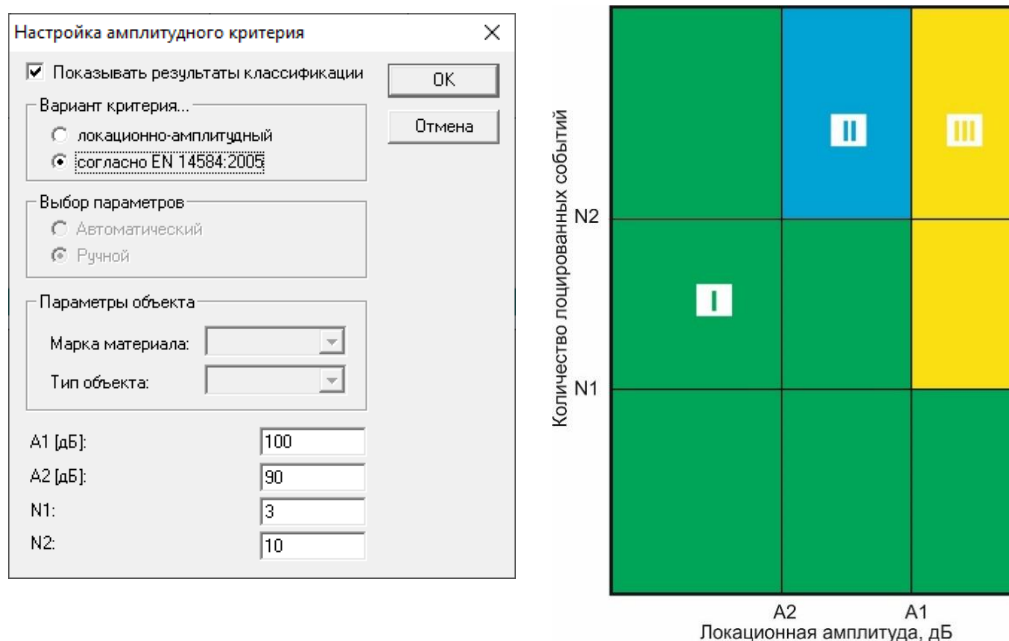 Настройка амплитудного критерия
Показывать результаты классификации
OK
Вариант критерия...
локационно-амплитудный
Отмена
согласно EN 14584:2005
Выбор параметров
Автоматический
Ручной
Параметры объекта
Марка материала:
Тип объекта:
A1 [дБ]:
100
A2 [дБ]:
90
N1:
3
N2:
10
Количество лоцированных событий
II
III
N2
I
N1
A2
A1
Локационная амплитуда, дБ